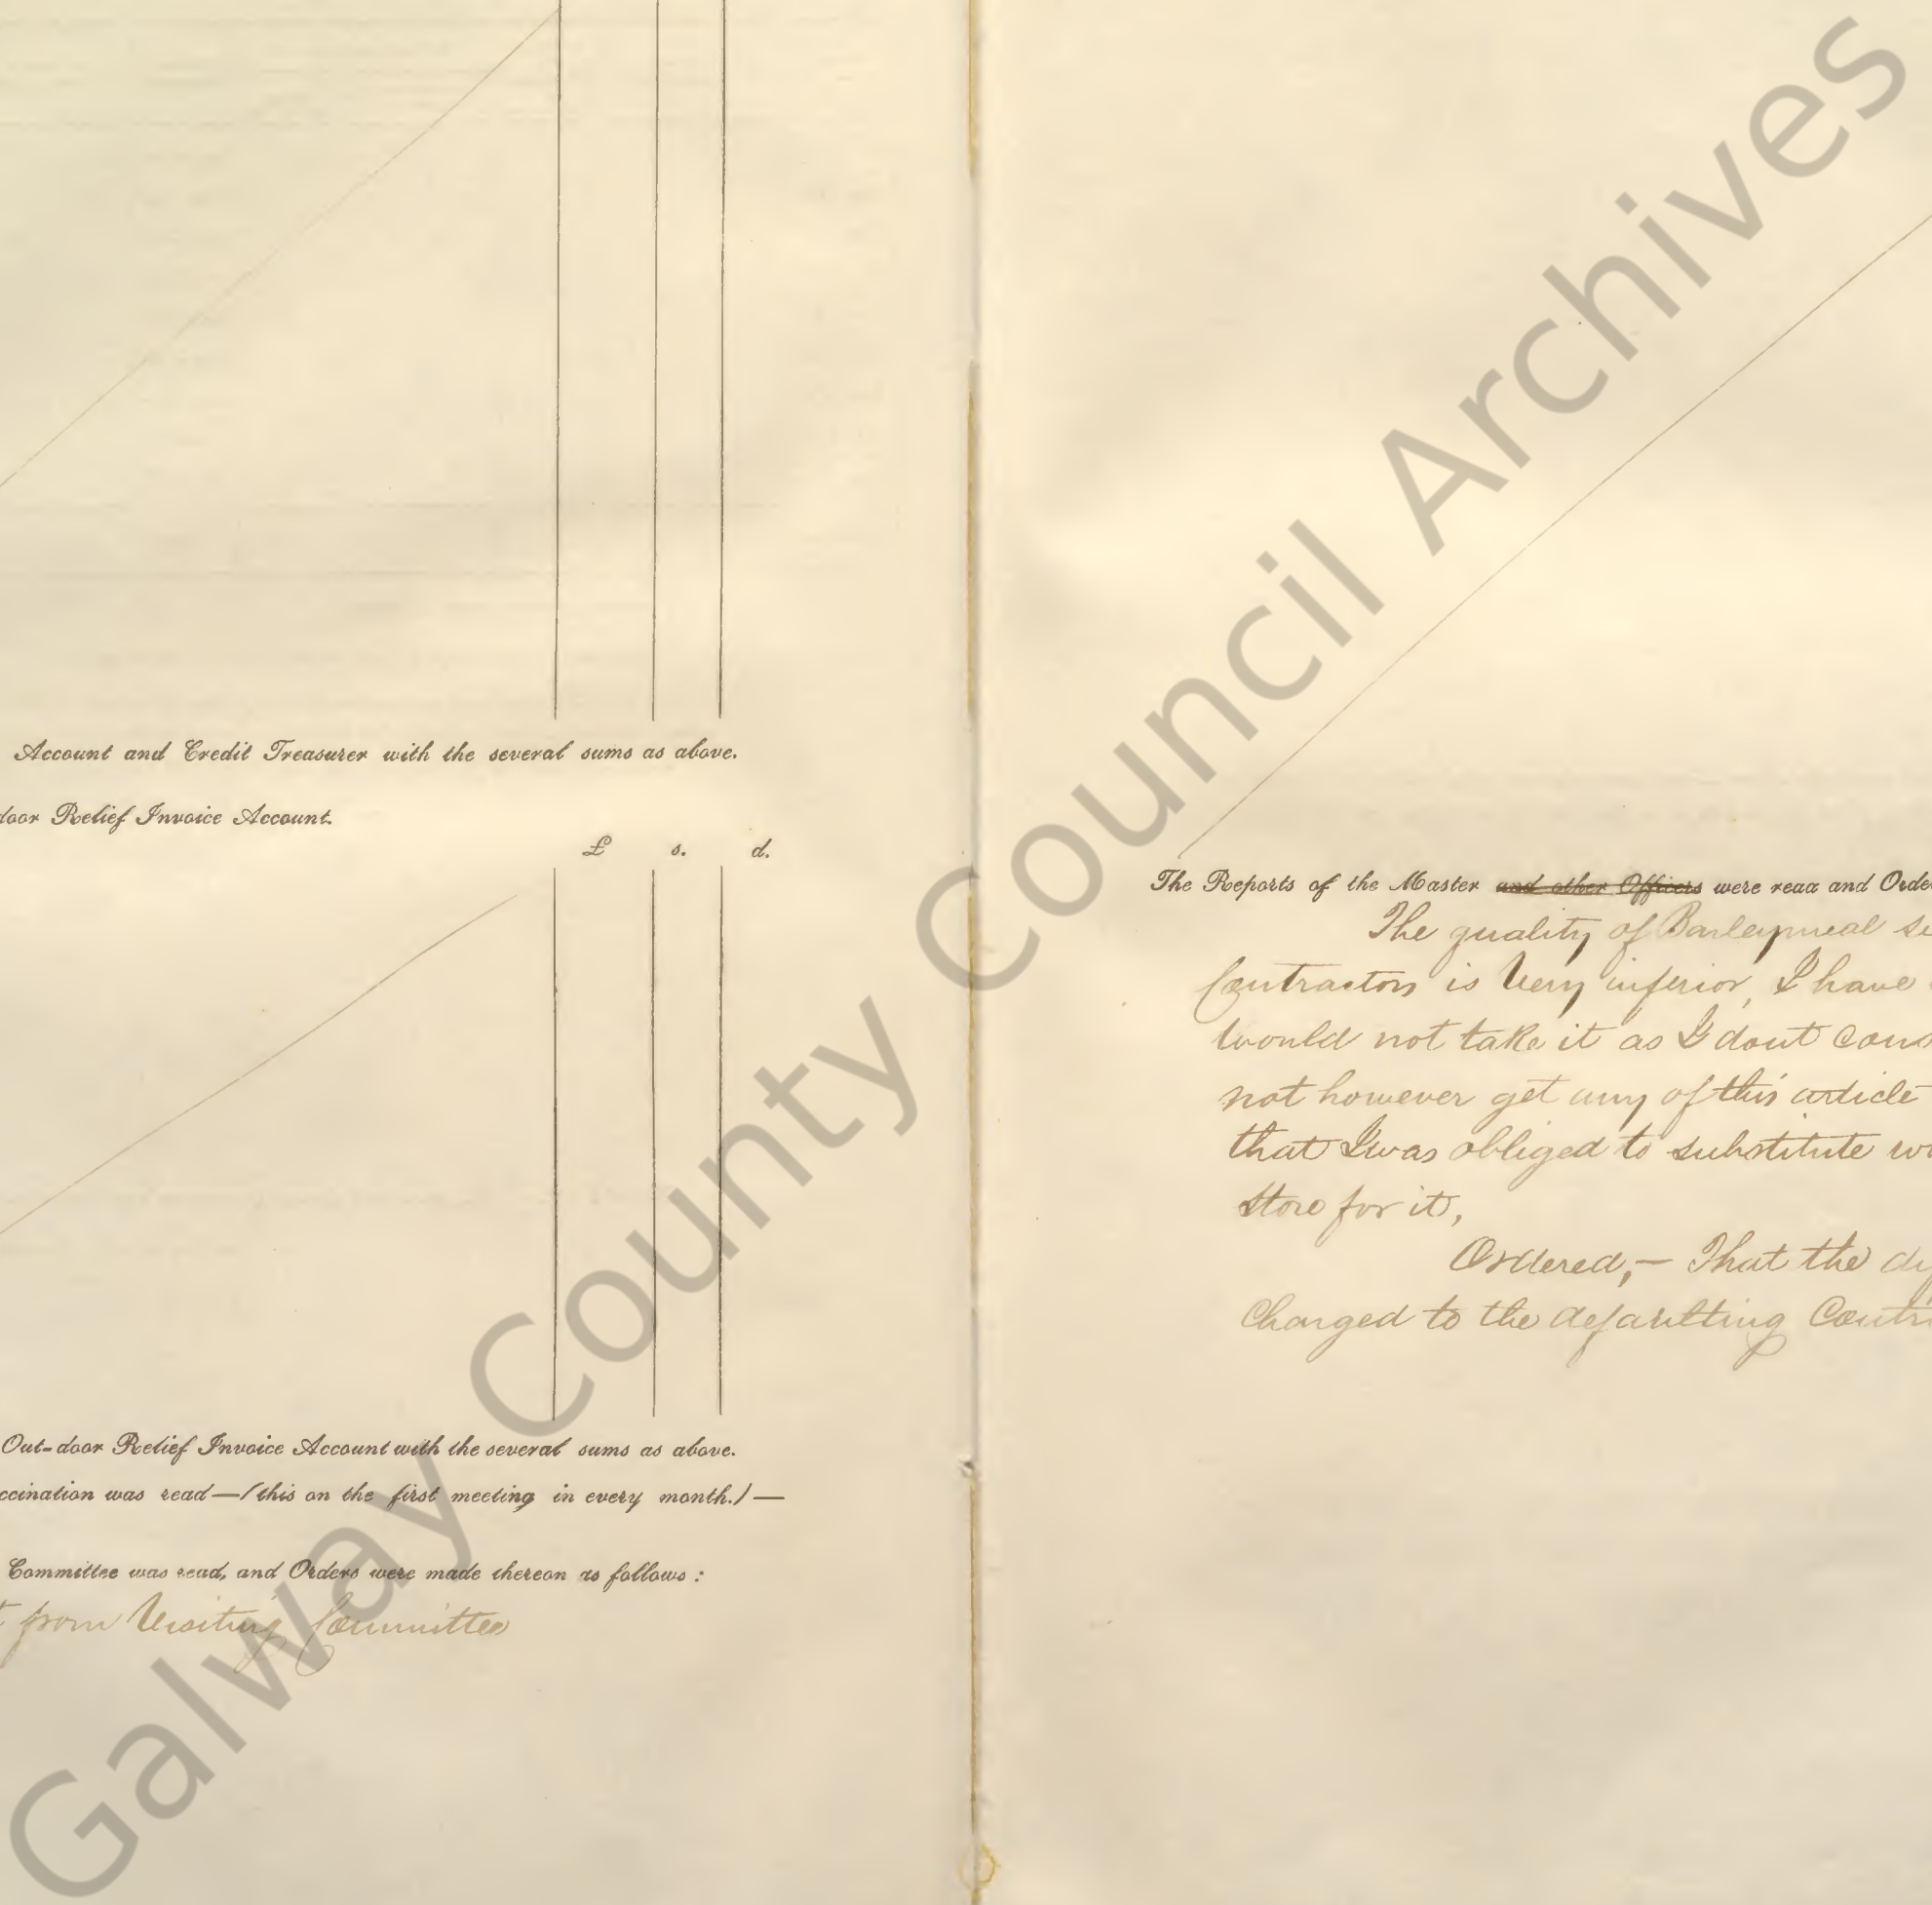 Account and Credit Treasurer with the several sums as above.
door Relief Invoice Account.
£ s. d.
Out-door Relief Invoice Account with the several sums as above.
ccination was read—(this on the first meeting in every month.)—
Committee was read, and Orders were made thereon as follows:
from Visiting Committee
The Reports of the Master and other Officers were read and Orde
The quality of Barleymeal su
Contractors is very inferior, I have
would not take it as I dont cons
not however get any of this article
that I was obliged to substitute
store for it,
Ordered,— That the
Charged to the defaulting Contr
Galway County Council Archives